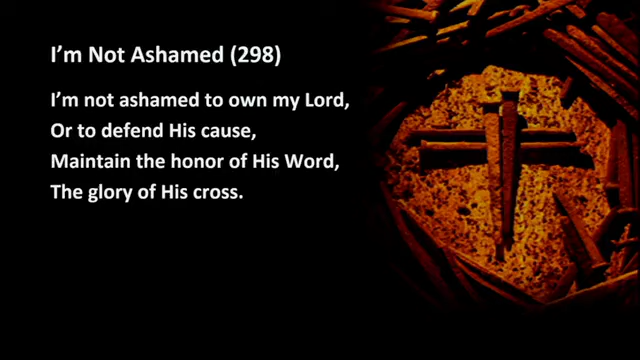 I'm Not Ashamed (298)
I'm not ashamed to own my Lord,
Or to defend His cause,
Maintain the honor of His Word,
The glory of His cross.